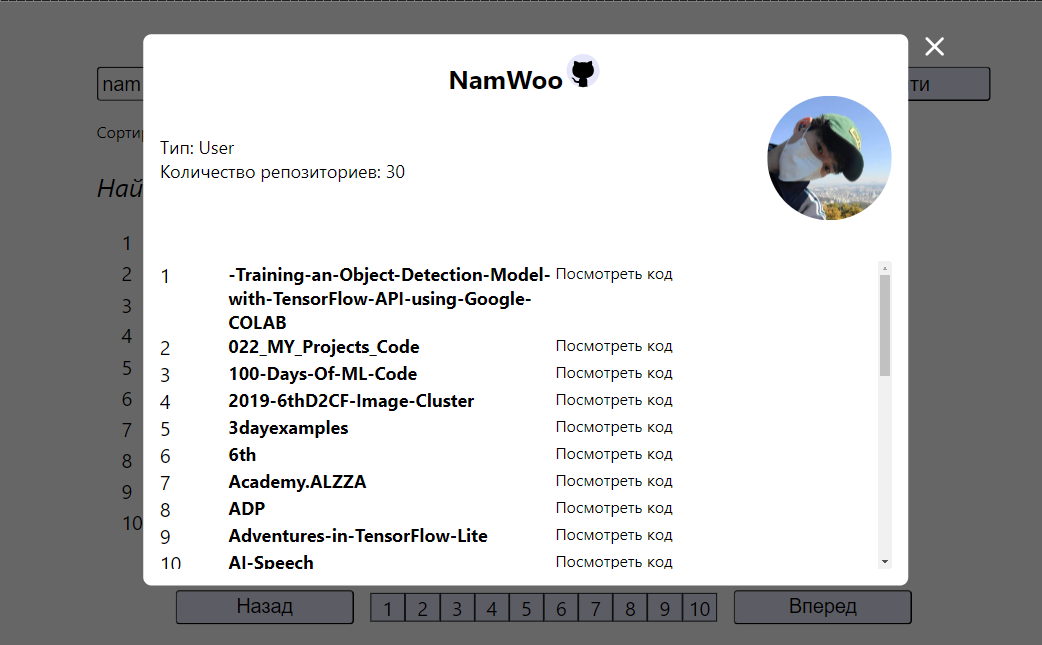 NamWoo
nam
ти
Сорти
Тип: User
Количество репозиториев: 30
Най
1
2
3
4
5
6
7
8
9
10
1 -Training-an-Object-Detection-Model- Посмотреть код
with-TensorFlow-API-using-Google-
COLAB
2 022_MY_Projects_Code Посмотреть код
3 100-Days-Of-ML-Code Посмотреть код
4 2019-6thD2CF-Image-Cluster Посмотреть код
5 3dayexamples Посмотреть код
6 6th Посмотреть код
7 Academy.ALZZA Посмотреть код
8 ADP Посмотреть код
9 Adventures-in-TensorFlow-Lite Посмотреть код
10 AI-Speech Посмотреть код
Назад 1 2 3 4 5 6 7 8 9 10 Вперед